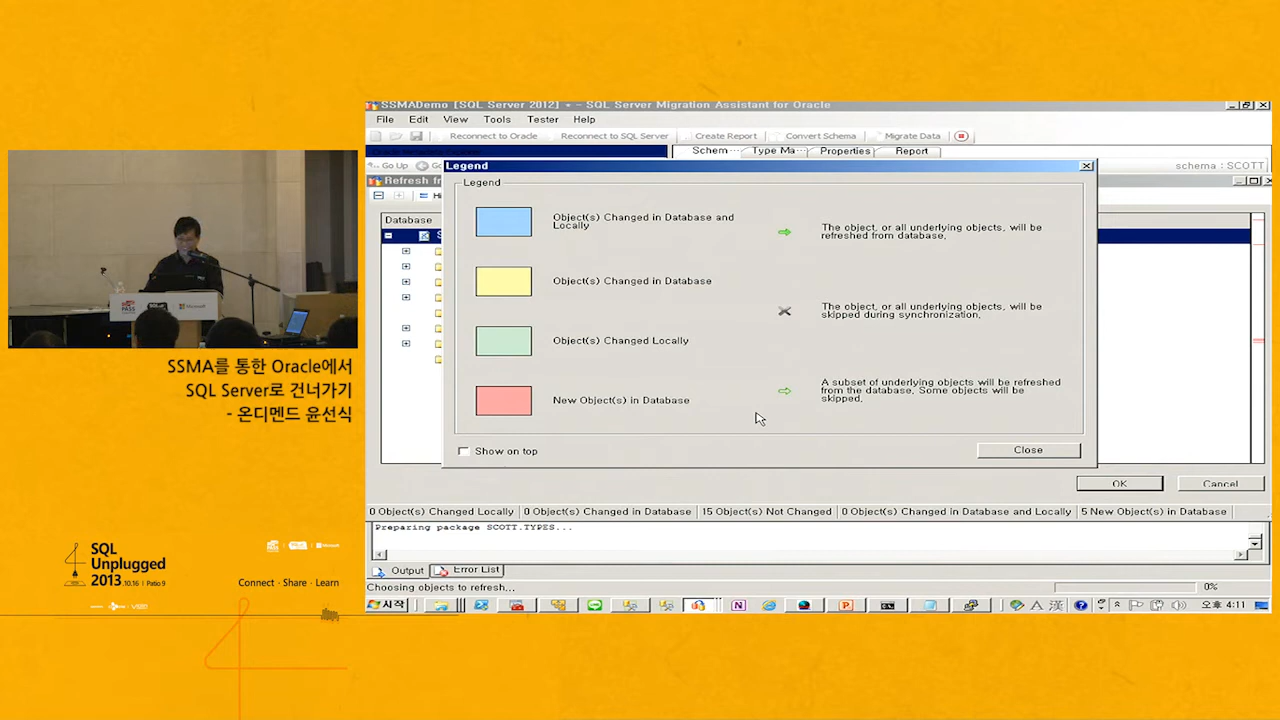 SSMADemo [SQL Server 2012] * - SQL Server Migration Assistant for Oracle
File Edit View Tools Tester Help
Reconnect to Oracle Reconnect to SQL Server Create Report Convert Schema Migrate Data
Schem··· Type Ma··· Properties Report
Go Up
schema : SCOTT
Refresh
Database
Legend
Legend
Object(s) Changed in Database and
Locally
Object(s) Changed in Database
Object(s) Changed Locally
New Object(s) in Database
The object, or all underlying objects, will be
refreshed from database.
The object, or all underlying objects, will be
skipped during synchronization.
A subset of underlying objects will be refreshed
from the database. Some objects will be
skipped.
Show on top
Close
OK Cancel
0 Object(s) Changed Locally 0 Object(s) Changed in Database 15 Object(s) Not Changed 0 Object(s) Changed in Database and Locally 5 New Object(s) in Database
Preparing package SCOTT.TYPES...
Output Error List
Choosing objects to refresh...
0%
시작
A 漢
오후 4:11
PASS
Microsoft
SSMA를 통한 Oracle에서
SQL Server로 건너가기
- 온디멘드 윤선식
SQL
Unplugged
2013.10.16 | Patio 9
Connect · Share · Learn